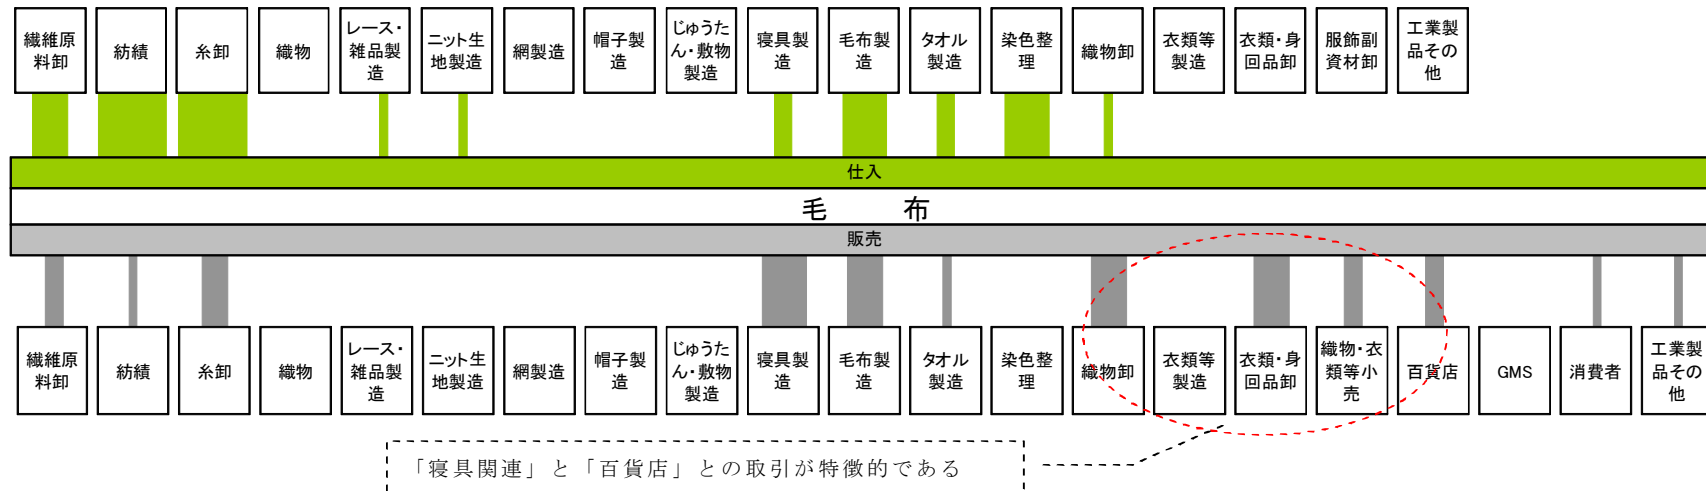 繊維原
料卸
紡績
糸卸
織物
レース・
雑品製
造
ニット生
地製造
網製造
帽子製
造
じゅうた
ん・敷物
製造
寝具製
造
毛布製
造
タオル
製造
染色整
理
織物卸
衣類等
製造
衣類・身
回品卸
服飾副
資材卸
工業製
品その
他
仕入
毛　布
販売
繊維原
料卸
紡績
糸卸
織物
レース・
雑品製
造
ニット生
地製造
網製造
帽子製
造
じゅうた
ん・敷物
製造
寝具製
造
毛布製
造
タオル
製造
染色整
理
織物卸
衣類等
製造
衣類・身
回品卸
織物・衣
類等小
売
百貨店
GMS
消費者
工業製
品その
他
「寝具関連」と「百貨店」との取引が特徴的である